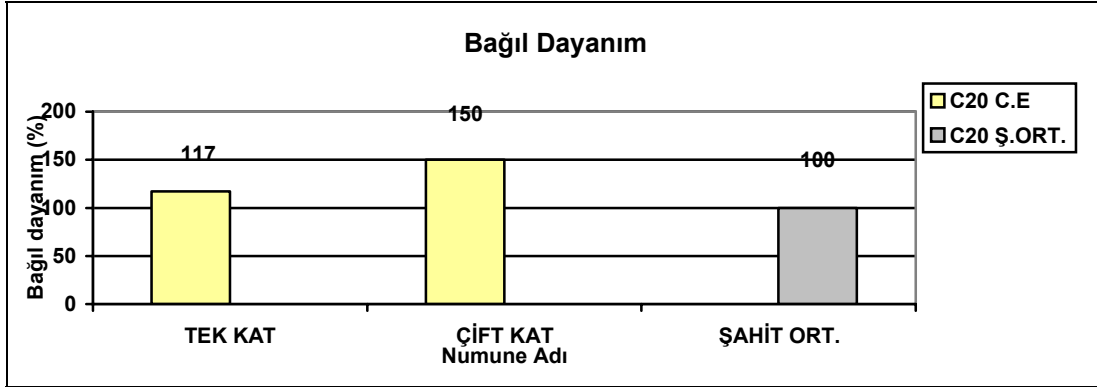 Bağıl Dayanım
C20 C.E
C20 Ş.ORT.
Bağıl dayanım (%)
200
150
100
50
0
117
150
100
TEK KAT
ÇİFT KAT
ŞAHİT ORT.
Numune Adı